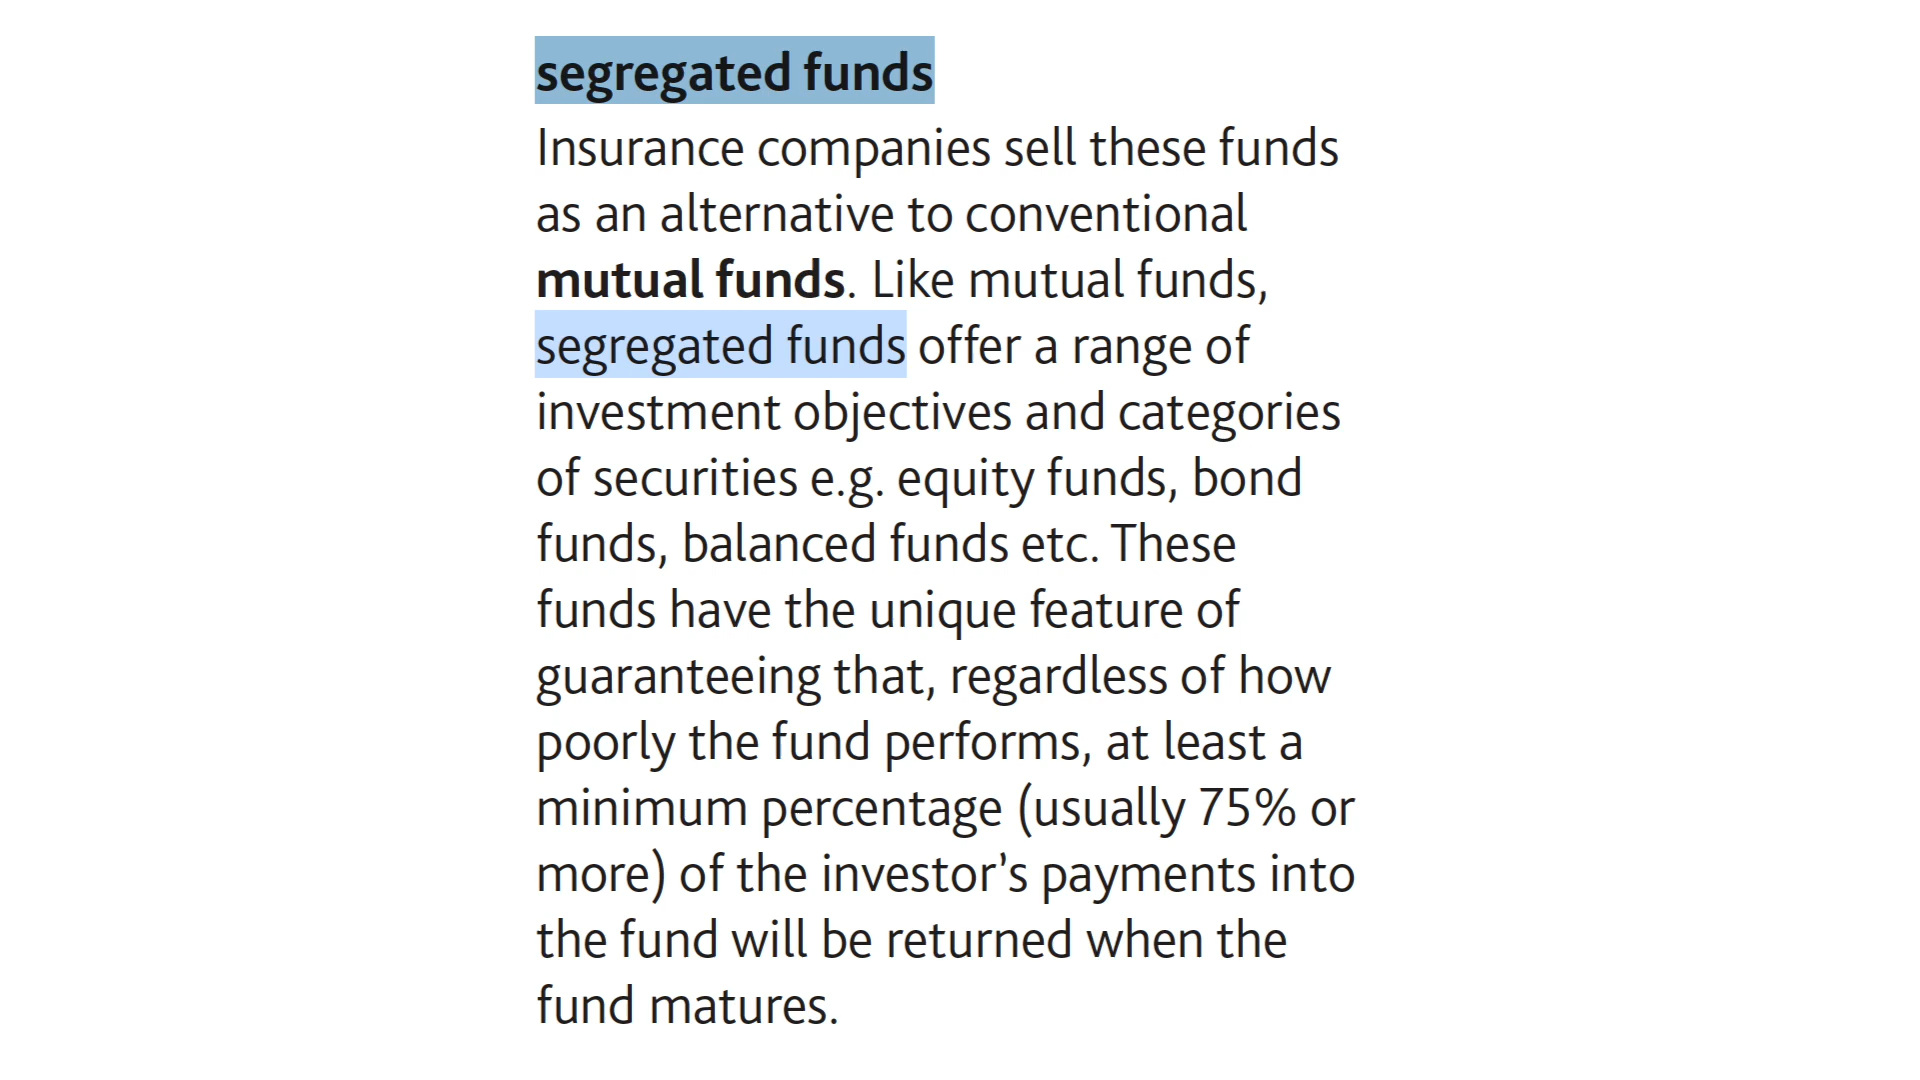 segregated funds
Insurance companies sell these funds
as an alternative to conventional
mutual funds. Like mutual funds,
segregated funds offer a range of
investment objectives and categories
of securities e.g. equity funds, bond
funds, balanced funds etc. These
funds have the unique feature of
guaranteeing that, regardless of how
poorly the fund performs, at least a
minimum percentage (usually 75% or
more) of the investor’s payments into
the fund will be returned when the
fund matures.